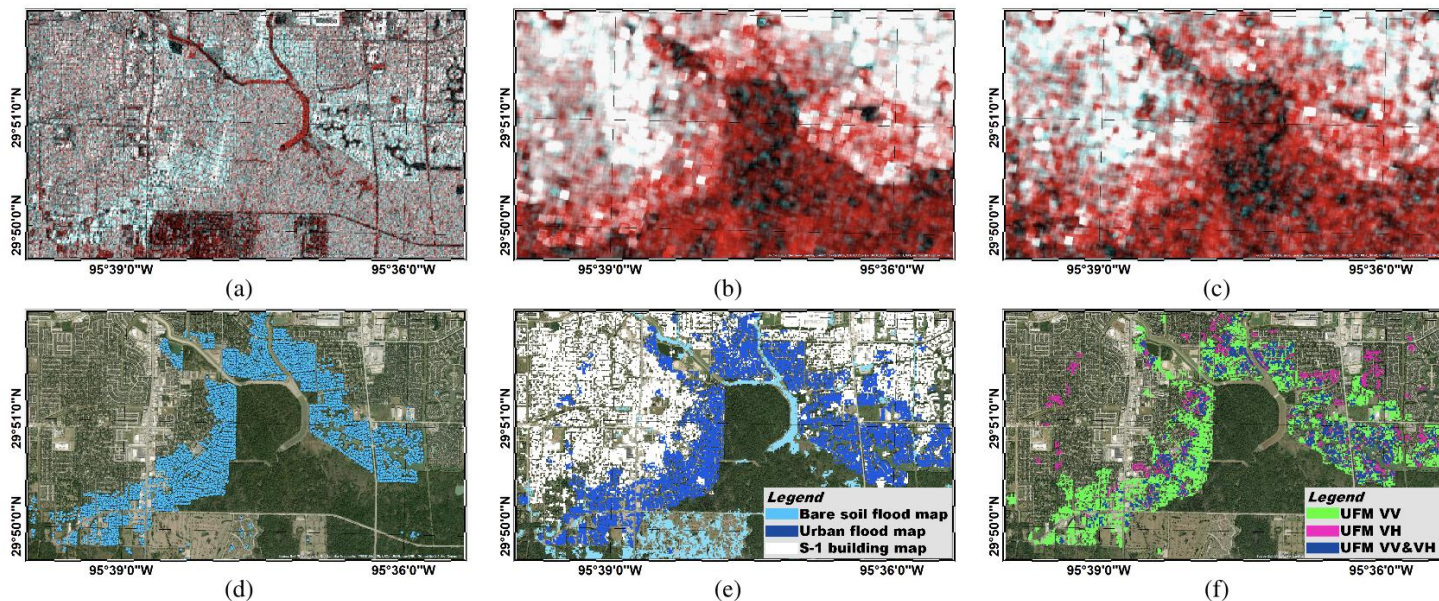 29°51'0"N
29°50'0"N
95°39'0"W
95°36'0"W
(a)
29°51'0"N
29°50'0"N
95°39'0"W
95°36'0"W
(b)
29°51'0"N
29°50'0"N
95°39'0"W
95°36'0"W
(c)
29°51'0"N
29°50'0"N
95°39'0"W
95°36'0"W
(d)
29°51'0"N
29°50'0"N
Legend
Bare soil flood map
Urban flood map
S-1 building map
95°39'0"W
95°36'0"W
(e)
29°51'0"N
29°50'0"N
Legend
UFM VV
UFM VH
UFM VV&VH
95°39'0"W
95°36'0"W
(f)